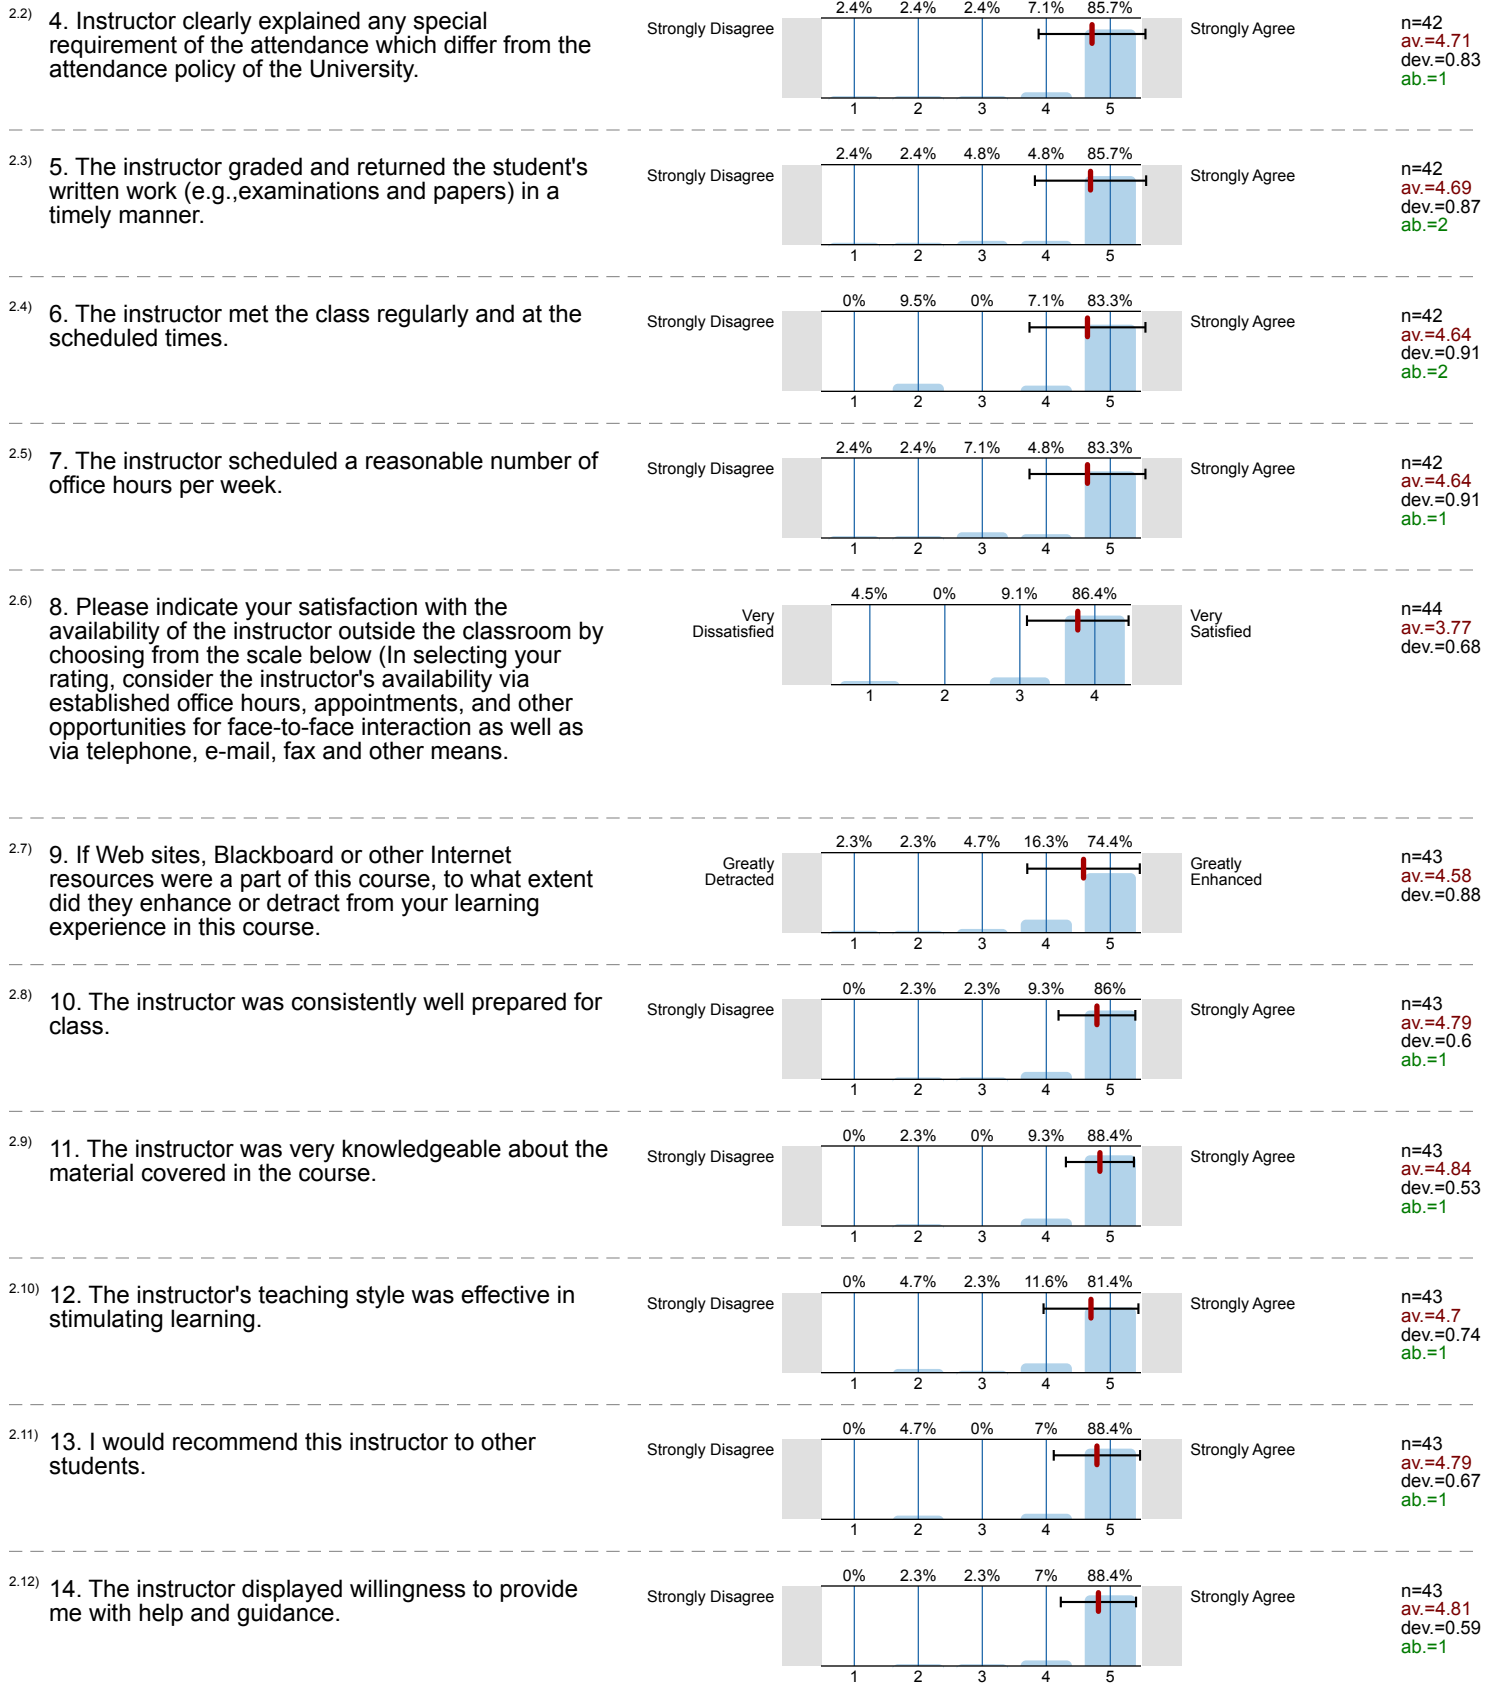 2.2) 4. Instructor clearly explained any special
requirement of the attendance which differ from the
attendance policy of the University.
Strongly Disagree
2.4% 2.4% 2.4% 7.1% 85.7%
1 2 3 4 5
Strongly Agree
n=42
av.=4.71
dev.=0.83
ab.=1
2.3) 5. The instructor graded and returned the student's
written work (e.g.,examinations and papers) in a
timely manner.
Strongly Disagree
2.4% 2.4% 4.8% 4.8% 85.7%
1 2 3 4 5
Strongly Agree
n=42
av.=4.69
dev.=0.87
ab.=2
2.4) 6. The instructor met the class regularly and at the
scheduled times.
Strongly Disagree
0% 9.5% 0% 7.1% 83.3%
1 2 3 4 5
Strongly Agree
n=42
av.=4.64
dev.=0.91
ab.=2
2.5) 7. The instructor scheduled a reasonable number of
office hours per week.
Strongly Disagree
2.4% 2.4% 7.1% 4.8% 83.3%
1 2 3 4 5
Strongly Agree
n=42
av.=4.64
dev.=0.91
ab.=1
2.6) 8. Please indicate your satisfaction with the
availability of the instructor outside the classroom by
choosing from the scale below (In selecting your
rating, consider the instructor's availability via
established office hours, appointments, and other
opportunities for face-to-face interaction as well as
via telephone, e-mail, fax and other means.
Very
Dissatisfied
4.5% 0% 9.1% 86.4%
1 2 3 4
Very
Satisfied
n=44
av.=3.77
dev.=0.68
2.7) 9. If Web sites, Blackboard or other Internet
resources were a part of this course, to what extent
did they enhance or detract from your learning
experience in this course.
Greatly
Detracted
2.3% 2.3% 4.7% 16.3% 74.4%
1 2 3 4 5
Greatly
Enhanced
n=43
av.=4.58
dev.=0.88
2.8) 10. The instructor was consistently well prepared for
class.
Strongly Disagree
0% 2.3% 2.3% 9.3% 86%
1 2 3 4 5
Strongly Agree
n=43
av.=4.79
dev.=0.6
ab.=1
2.9) 11. The instructor was very knowledgeable about the
material covered in the course.
Strongly Disagree
0% 2.3% 0% 9.3% 88.4%
1 2 3 4 5
Strongly Agree
n=43
av.=4.84
dev.=0.53
ab.=1
2.10) 12. The instructor's teaching style was effective in
stimulating learning.
Strongly Disagree
0% 4.7% 2.3% 11.6% 81.4%
1 2 3 4 5
Strongly Agree
n=43
av.=4.7
dev.=0.74
ab.=1
2.11) 13. I would recommend this instructor to other
students.
Strongly Disagree
0% 4.7% 0% 7% 88.4%
1 2 3 4 5
Strongly Agree
n=43
av.=4.79
dev.=0.67
ab.=1
2.12) 14. The instructor displayed willingness to provide
me with help and guidance.
Strongly Disagree
0% 2.3% 2.3% 7% 88.4%
1 2 3 4 5
Strongly Agree
n=43
av.=4.81
dev.=0.59
ab.=1